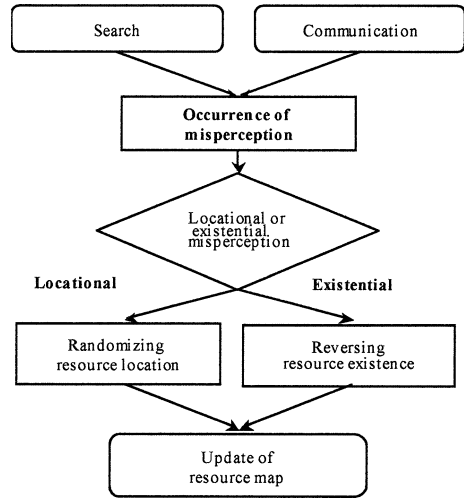 Search
Communication
Occurrence of
misperception
Locational or
existential.
misperception
Locational
Existential
Randomizing
resource location
Reversing
resource existence
Update of
resource map